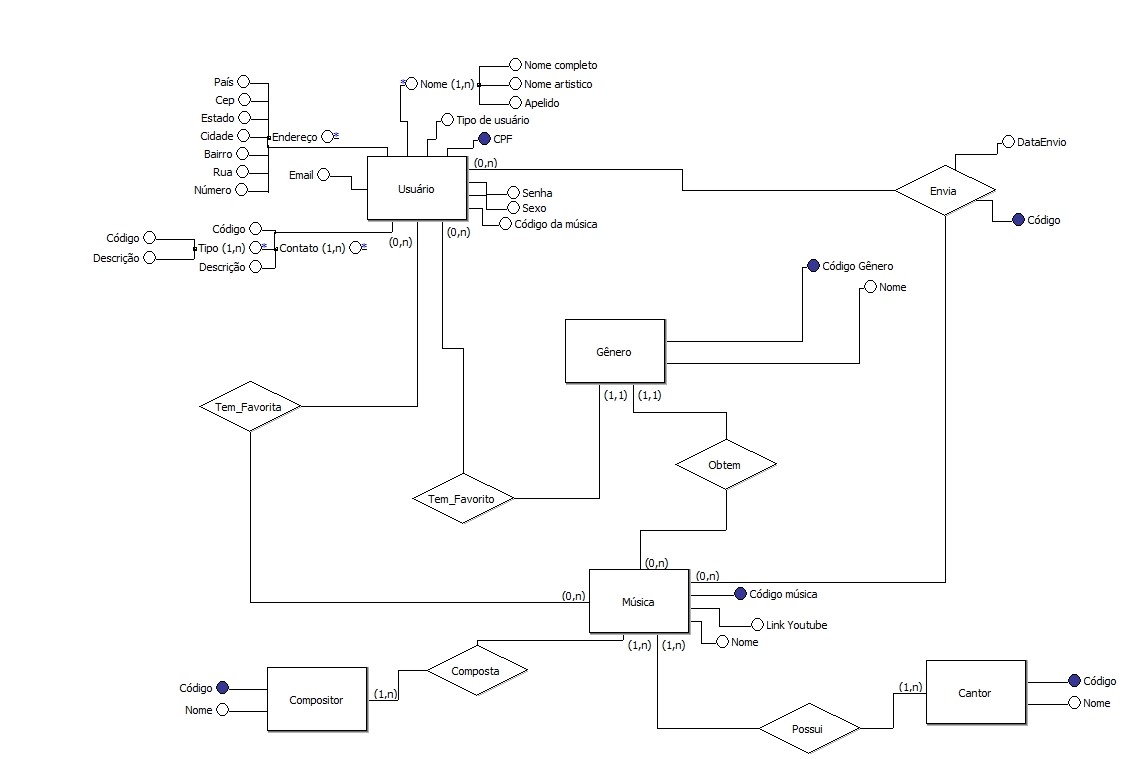 Nome completo
* Nome (1,n)
Nome artistico
Apelido
País
Cep
Estado
Cidade
Endereço *
Bairro
Rua
Número
Tipo de usuário
CPF
(0,n)
Email
Usuário
Senha
Sexo
Código da música
(0,n)
(0,n)
DataEnvio
Envia
Código
Código
Código
Tipo (1,n) *
Contato (1,n) *
Descrição
Descrição
Código Gênero
Nome
Gênero
(1,1)
(1,1)
Tem_Favorita
Obtem
Tem_Favorito
(0,n)
(0,n)
(0,n)
Música
Código música
Link Youtube
Nome
(1,n)
(1,n)
Composta
Código
Nome
Compositor
(1,n)
(1,n)
Cantor
Código
Nome
Possui